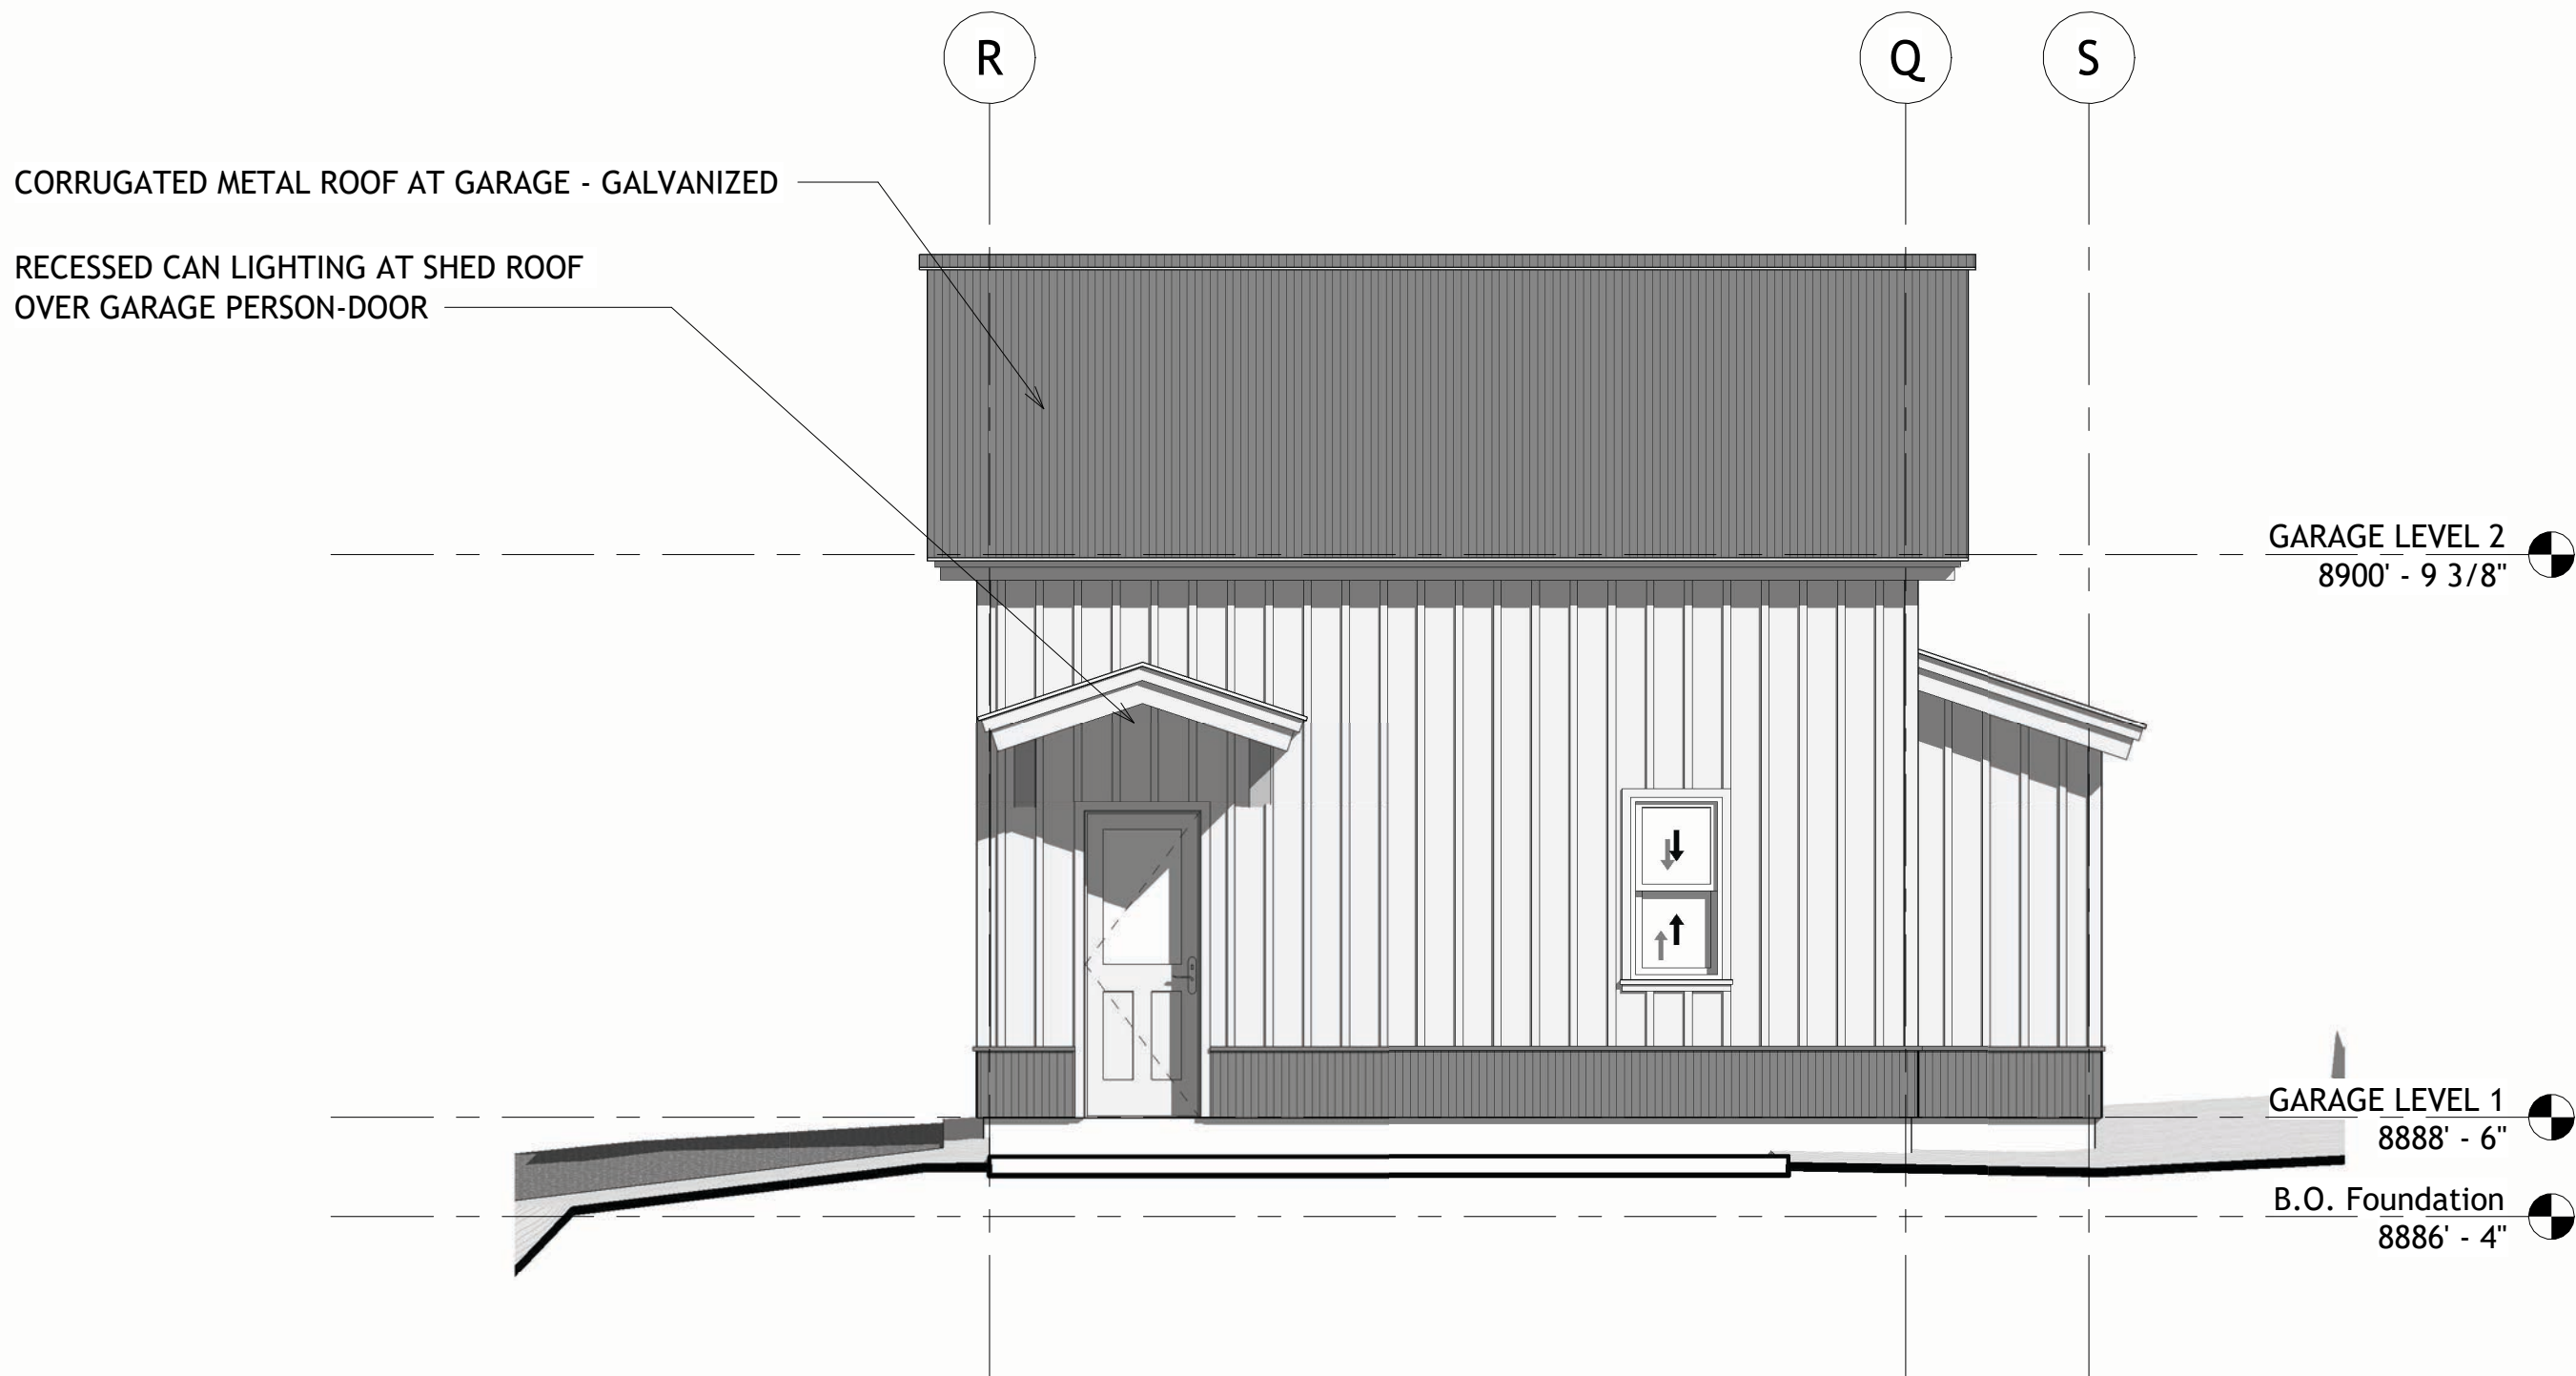 R
Q
S
CORRUGATED METAL ROOF AT GARAGE - GALVANIZED
RECESSED CAN LIGHTING AT SHED ROOF
OVER GARAGE PERSON-DOOR
GARAGE LEVEL 2
8900' - 9 3/8"
GARAGE LEVEL 1
8888' - 6"
B.O. Foundation
8886' - 4"